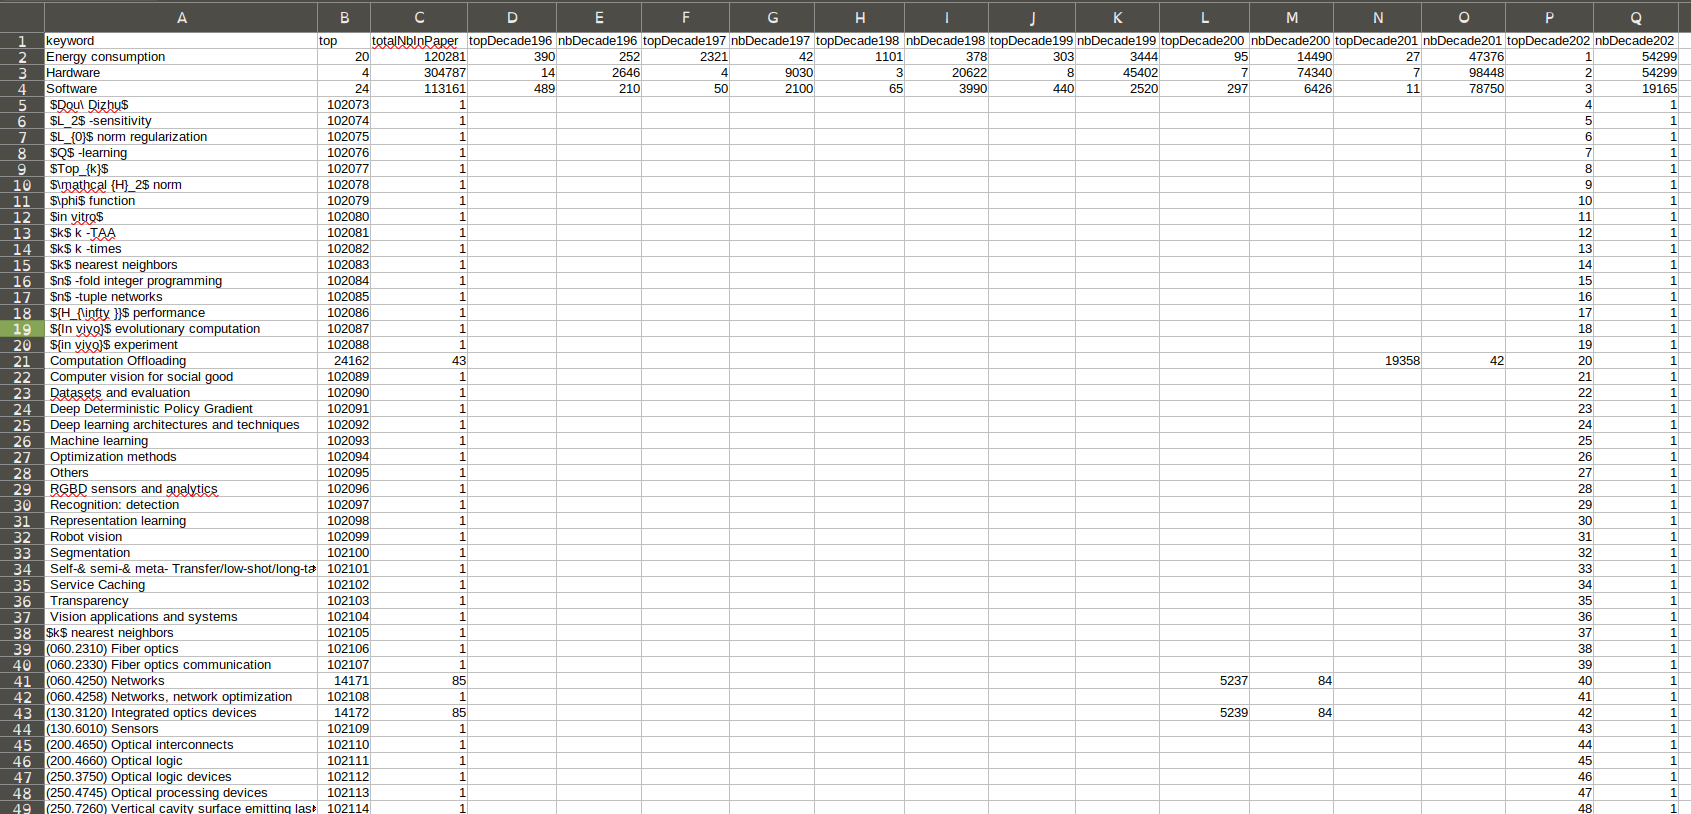 A B C D E F G H I J K L M N O P Q
1 keyword top totalNbInPaper topDecade196 nbDecade196 topDecade197 nbDecade197 topDecade198 nbDecade198 topDecade199 nbDecade199 topDecade200 nbDecade200 topDecade201 nbDecade201 topDecade202 nbDecade202
2 Energy consumption 20 120281 390 252 2321 42 1101 378 303 3444 95 14490 27 47376 1 54299
3 Hardware 4 304787 14 2646 4 9030 3 20622 8 45402 7 74340 7 98448 2 54299
4 Software 24 113161 489 210 50 2100 65 3990 440 2520 297 6426 11 78750 3 19165
5 $Dou\ Dizhu$ 102073 1 4 1
6 $L_2$ -sensitivity 102074 1 5 1
7 $L_{0}$ norm regularization 102075 1 6 1
8 $Q$ -learning 102076 1 7 1
9 $Top_{k}$ 102077 1 8 1
10 $\mathcal {H}_2$ norm 102078 1 9 1
11 $\phi$ function 102079 1 10 1
12 $in vitro$ 102080 1 11 1
13 $k$ k -TAA 102081 1 12 1
14 $k$ k -times 102082 1 13 1
15 $k$ nearest neighbors 102083 1 14 1
16 $n$ -fold integer programming 102084 1 15 1
17 $n$ -tuple networks 102085 1 16 1
18 ${H_{\infty }}$ performance 102086 1 17 1
19 ${In vivo}$ evolutionary computation 102087 1 18 1
20 ${in vivo}$ experiment 102088 1 19 1
21 Computation Offloading 24162 43 19358 42 20 1
22 Computer vision for social good 102089 1 21 1
23 Datasets and evaluation 102090 1 22 1
24 Deep Deterministic Policy Gradient 102091 1 23 1
25 Deep learning architectures and techniques 102092 1 24 1
26 Machine learning 102093 1 25 1
27 Optimization methods 102094 1 26 1
28 Others 102095 1 27 1
29 RGBD sensors and analytics 102096 1 28 1
30 Recognition: detection 102097 1 29 1
31 Representation learning 102098 1 30 1
32 Robot vision 102099 1 31 1
33 Segmentation 102100 1 32 1
34 Self-& semi-& meta- Transfer/low-shot/long-ta 102101 1 33 1
35 Service Caching 102102 1 34 1
36 Transparency 102103 1 35 1
37 Vision applications and systems 102104 1 36 1
38 $k$ nearest neighbors 102105 1 37 1
39 (060.2310) Fiber optics 102106 1 38 1
40 (060.2330) Fiber optics communication 102107 1 39 1
41 (060.4250) Networks 14171 85 5237 84 40 1
42 (060.4258) Networks, network optimization 102108 1 41 1
43 (130.3120) Integrated optics devices 14172 85 5239 84 42 1
44 (130.6010) Sensors 102109 1 43 1
45 (200.4650) Optical interconnects 102110 1 44 1
46 (200.4660) Optical logic 102111 1 45 1
47 (250.3750) Optical logic devices 102112 1 46 1
48 (250.4745) Optical processing devices 102113 1 47 1
49 (250.7260) Vertical cavity surface emitting las 102114 1 48 1